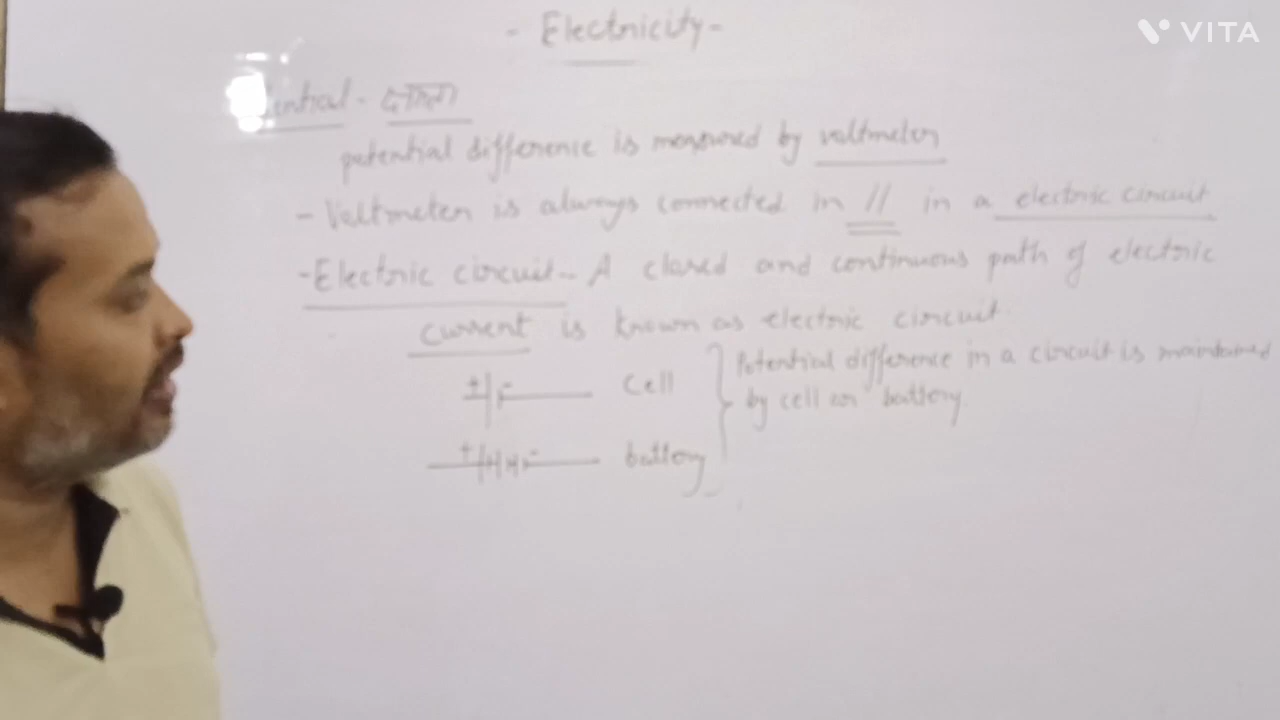 VITA
- Electricity -
ential -
potential difference is measured by voltmeter
- Voltmeter is always connected in // in a electric circuit
- Electric circuit - A closed and continuous path of electric
current is known as electric circuit.
+ - Cell
+ - battery
Potential difference in a circuit is maintained
by cell or battery